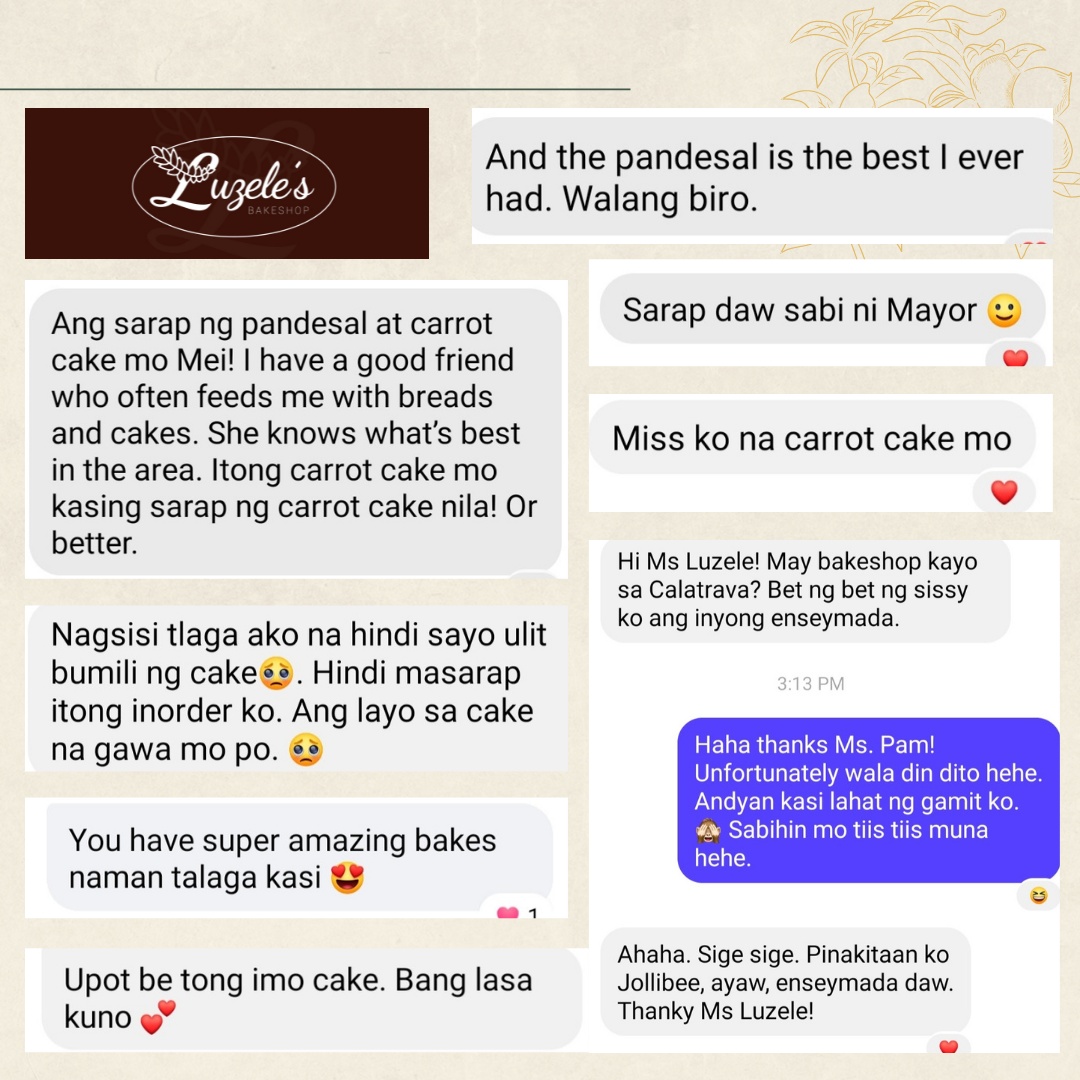 Luzele's
BAKESHOP
And the pandesal is the best I ever
had. Walang biro.
Ang sarap ng pandesal at carrot
cake mo Mei! I have a good friend
who often feeds me with breads
and cakes. She knows what's best
in the area. Itong carrot cake mo
kasing sarap ng carrot cake nila! Or
better.
Nagsisi tlaga ako na hindi sayo ulit
bumili ng cake🥺. Hindi masarap
itong inorder ko. Ang layo sa cake
na gawa mo po. 🥺
You have super amazing bakes
naman talaga kasi 😍
1
Upot be tong imo cake. Bang lasa
kuno 💕
Sarap daw sabi ni Mayor 🙂
Miss ko na carrot cake mo
Hi Ms Luzele! May bakeshop kayo
sa Calatrava? Bet ng bet ng sissy
ko ang inyong enseymada.
3:13 PM
Haha thanks Ms. Pam!
Unfortunately wala din dito hehe.
Andyan kasi lahat ng gamit ko.
🙈 Sabihin mo tiis tiis muna
hehe.
Ahaha. Sige sige. Pinakitaan ko
Jollibee, ayaw, enseymada daw.
Thanky Ms Luzele!